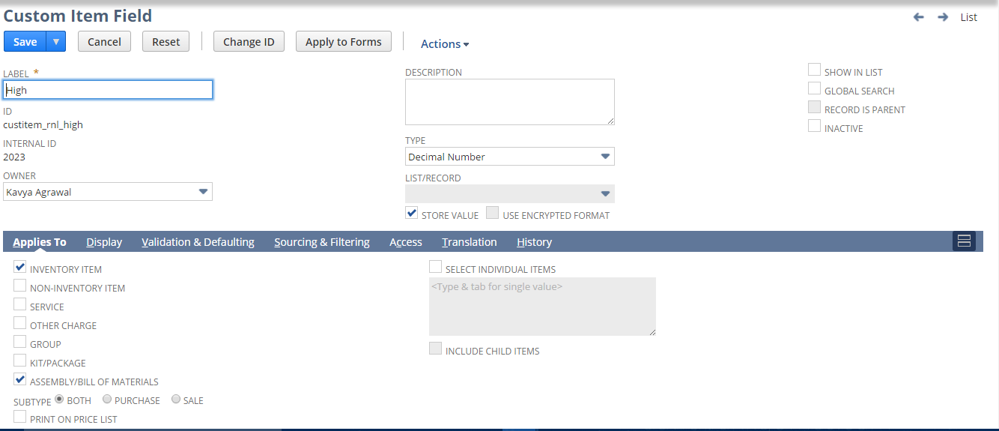 Custom Item Field
List
Save
Cancel
Reset
Change ID
Apply to Forms
Actions
LABEL *
High
ID
custitem_rnl_high
INTERNAL ID
2023
OWNER
Kavya Agrawal
DESCRIPTION
TYPE
Decimal Number
LIST/RECORD
STORE VALUE
USE ENCRYPTED FORMAT
SHOW IN LIST
GLOBAL SEARCH
RECORD IS PARENT
INACTIVE
Applies To
Display
Validation & Defaulting
Sourcing & Filtering
Access
Translation
History
INVENTORY ITEM
NON-INVENTORY ITEM
SERVICE
OTHER CHARGE
GROUP
KIT/PACKAGE
ASSEMBLY/BILL OF MATERIALS
SUBTYPE BOTH PURCHASE SALE
PRINT ON PRICE LIST
SELECT INDIVIDUAL ITEMS
<Type & tab for single value>
INCLUDE CHILD ITEMS